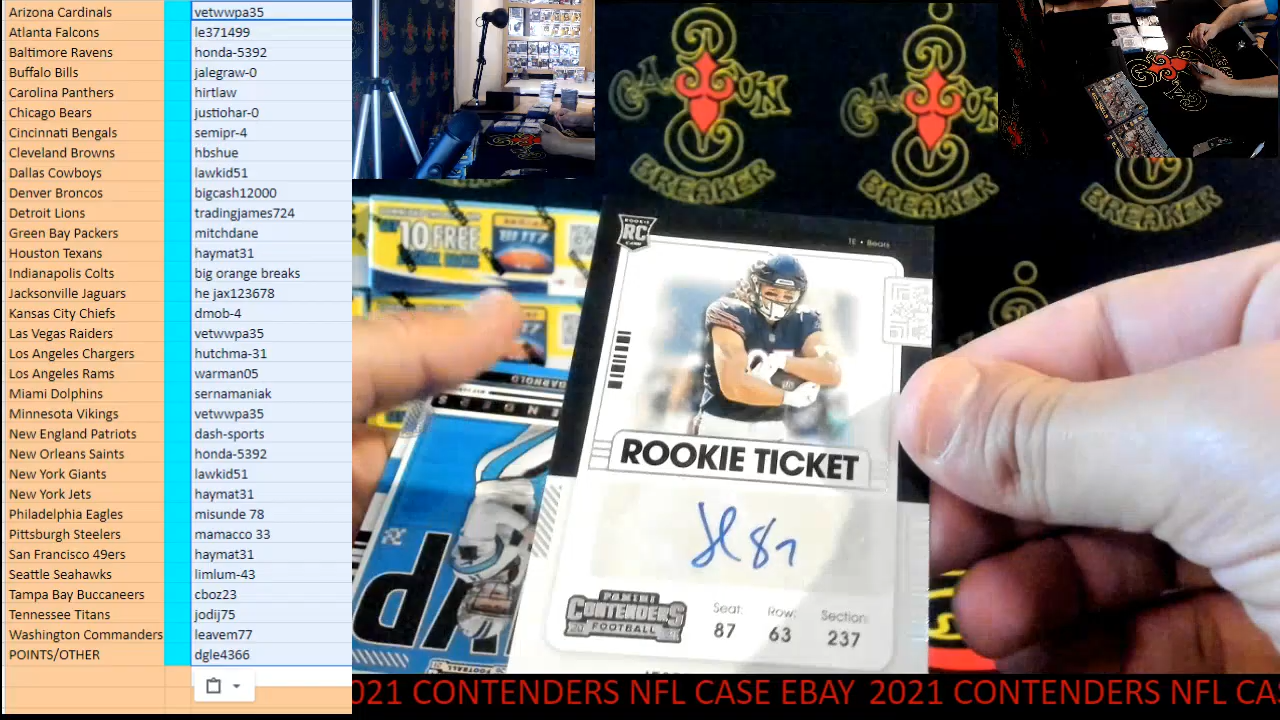 Arizona Cardinals vetwwpa35
Atlanta Falcons le371499
Baltimore Ravens honda-5392
Buffalo Bills jalegraw-0
Carolina Panthers hirtlaw
Chicago Bears justiohar-0
Cincinnati Bengals semipr-4
Cleveland Browns hbshue
Dallas Cowboys lawkid51
Denver Broncos bigcash12000
Detroit Lions tradingjames724
Green Bay Packers mitchdane
Houston Texans haymat31
Indianapolis Colts big orange breaks
Jacksonville Jaguars he jax123678
Kansas City Chiefs dmob-4
Las Vegas Raiders vetwwpa35
Los Angeles Chargers hutchma-31
Los Angeles Rams warman05
Miami Dolphins sernamaniak
Minnesota Vikings vetwwpa35
New England Patriots dash-sports
New Orleans Saints honda-5392
New York Giants lawkid51
New York Jets haymat31
Philadelphia Eagles misunde 78
Pittsburgh Steelers mamacco 33
San Francisco 49ers haymat31
Seattle Seahawks limlum-43
Tampa Bay Buccaneers cboz23
Tennessee Titns jodij75
Washington Commanders leavem77
POINTS/OTHER dgle4366
BREAKER
BREAKER
BREAKER
10 FREE
BLITZ
ROOKIE
RC
TE • Bears
ROOKIE TICKET
87
PANINI
CONTENDERS
FOOTBALL
Seat: Row: Section:
87 63 237
021 CONTENDERS NFL CASE EBAY 2021 CONTENDERS NFL CA